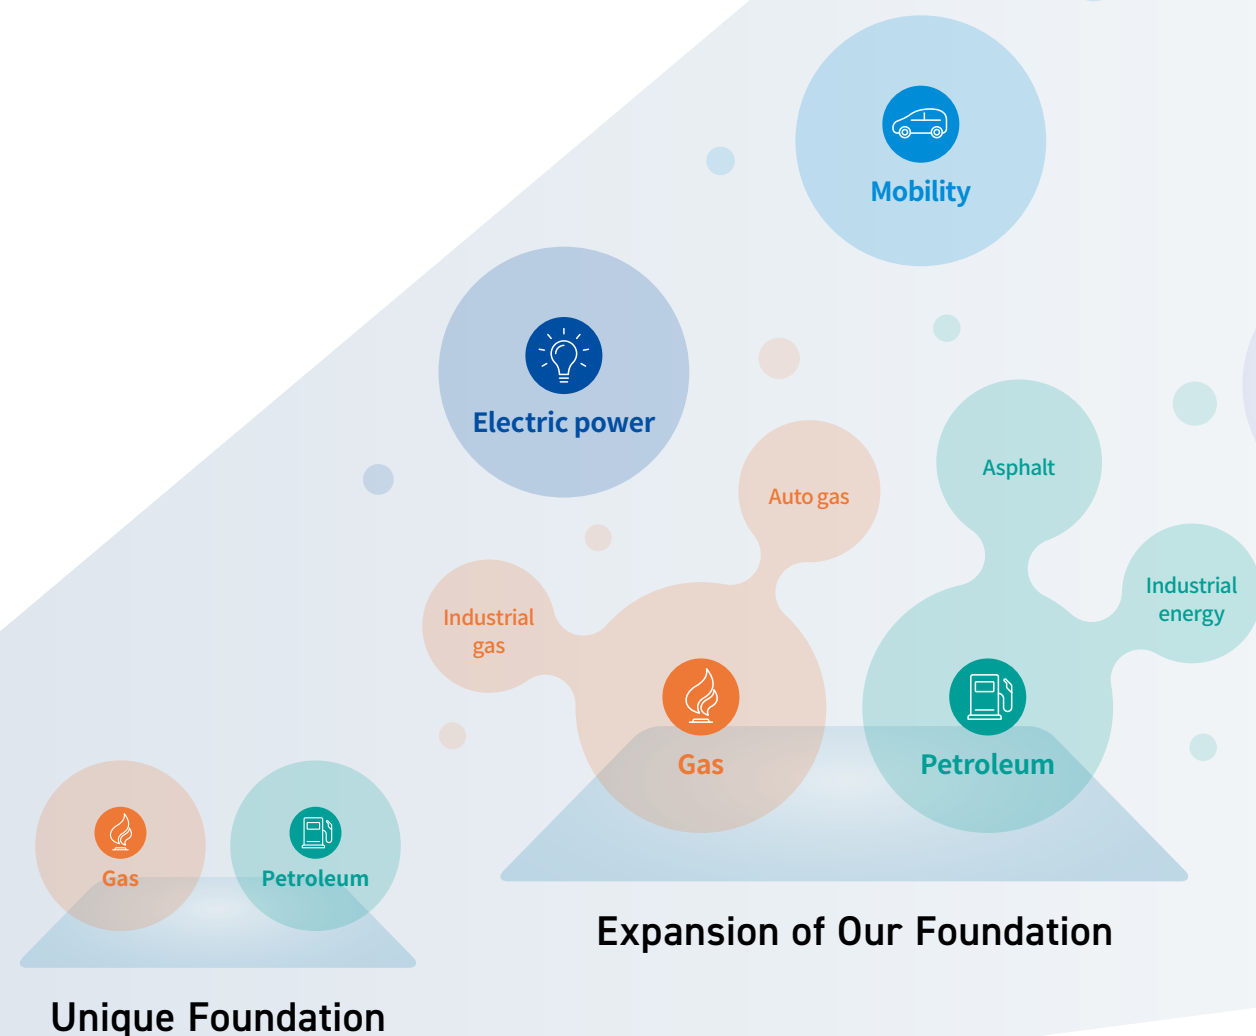 Mobility
Electric power
Auto gas
Asphalt
Industrial
gas
Industrial
energy
Gas
Petroleum
Expansion of Our Foundation
Gas
Petroleum
Unique Foundation